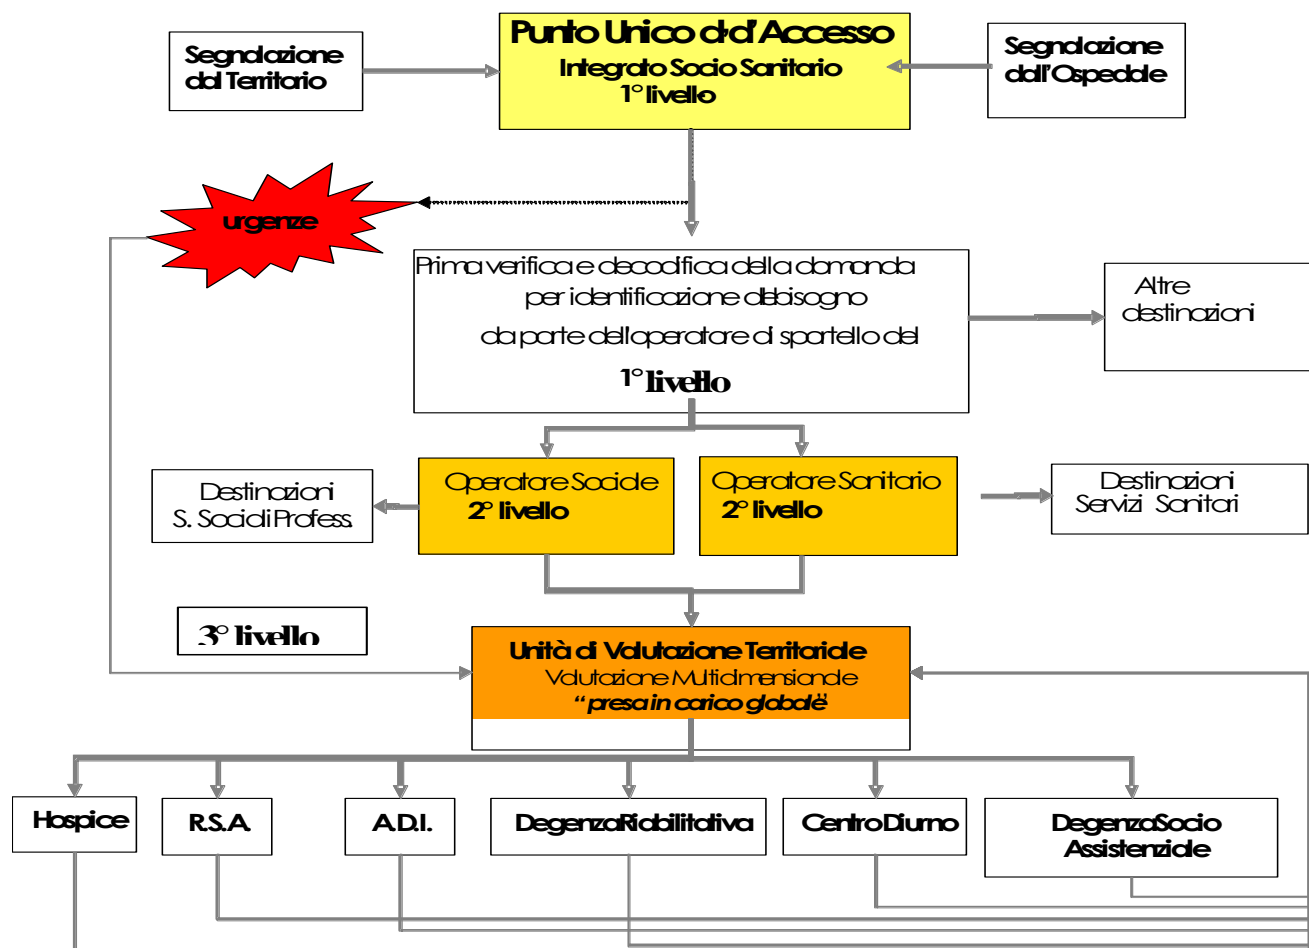 Punto Unico d'd'Accesso
Integrato Socio Sanitario
1° livello
Segnalazione
dal Territorio
Segnalazione
dall'Ospedale
urgenze
Prima verifica e decodifica della domanda
per identificazione del bisogno
da parte dell'operatore di sportello del
1° livello
Altre
destinazioni
Operatore Sociale
2° livello
Operatore Sanitario
2° livello
Destinazioni
S. Sociali Profess.
Destinazioni
Servizi Sanitari
3° livello
Unità di Valutazione Territoriale
Valutazione Multidimensionale
"presa in carico globale"
Hospice
R.S.A.
A.D.I.
Degenza Riabilitativa
Centro Diurno
Degenza Socio
Assistenziale